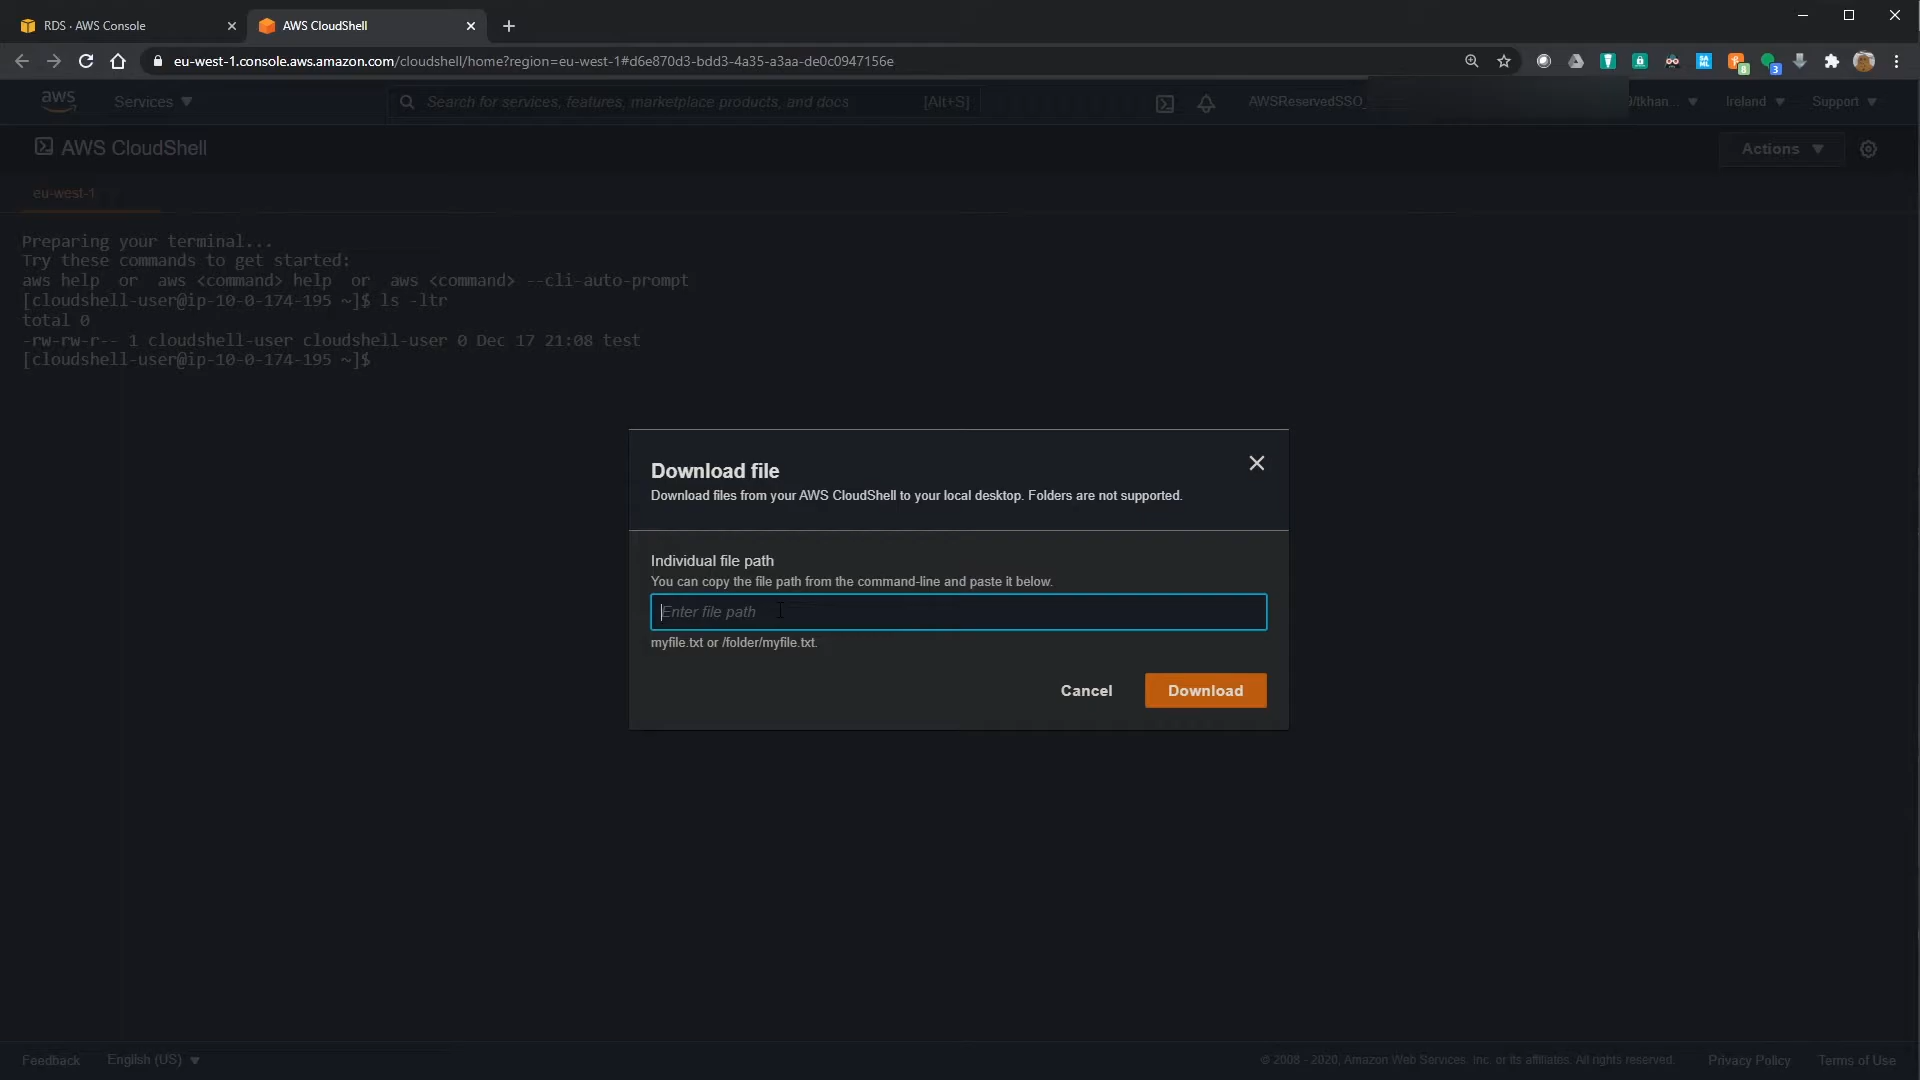 RDS · AWS Console
AWS CloudShell
eu-west-1.console.aws.amazon.com/cloudshell/home?region=eu-west-1#d6e870d3-bdd3-4a35-a3aa-de0c0947156e
8
3
aws
Services
Search for services, features, marketplace products, and docs
[Alt+S]
AWSReservedSSO_
/tkhan...
Ireland
Support
AWS CloudShell
Actions
eu-west-1
Preparing your terminal...
Try these commands to get started:
aws help or aws <command> help or aws <command> --cli-auto-prompt
[cloudshell-user@ip-10-0-174-195 ~]$ ls -ltr
total 0
-rw-rw-r-- 1 cloudshell-user cloudshell-user 0 Dec 17 21:08 test
[cloudshell-user@ip-10-0-174-195 ~]$
Download file
Download files from your AWS CloudShell to your local desktop. Folders are not supported.
Individual file path
You can copy the file path from the command-line and paste it below.
Enter file path
myfile.txt or /folder/myfile.txt.
Cancel
Download
Feedback
English (US)
© 2008 - 2020, Amazon Web Services, Inc. or its affiliates. All rights reserved.
Privacy Policy
Terms of Use